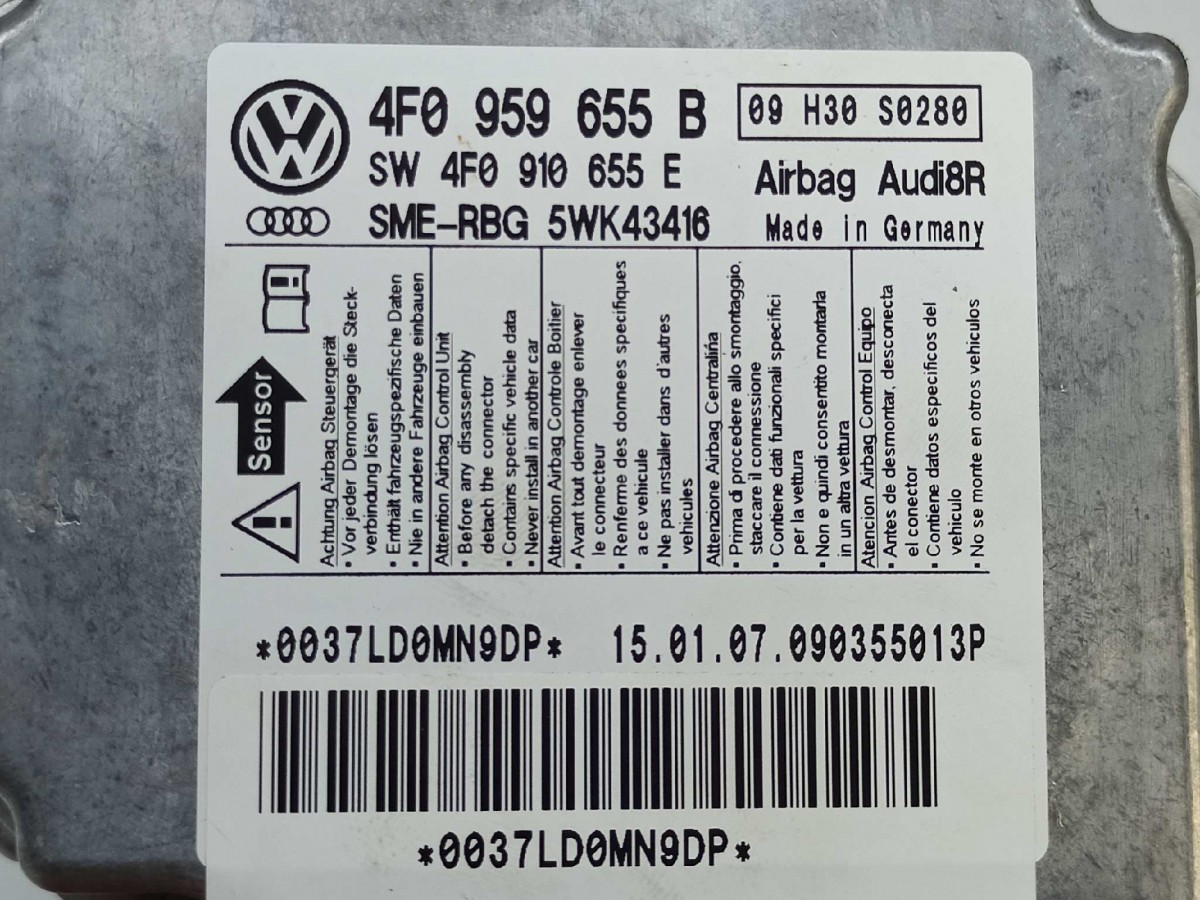 4F0 959 655 B
09 H30 S0280
SW 4F0 910 655 E
Airbag Audi8R
SME-RBG 5WK43416
Made in Germany
Sensor
Achtung Airbag Steuergerät
• Vor jeder Demontage die Steck-
verbindung lösen
• Enthält fahrzeugspezifische Daten
• Nie in andere Fahrzeuge einbauen
Attention Airbag Control Unit
• Before any disassembly
detach the connector
• Contains specific vehicle data
• Never install in another car
Attention Airbag Controle Boitier
• Avant tout demontage enlever
le connecteur
• Renferme des donnees specifiques
a ce vehicule
• Ne pas installer dans d'autres
vehicules
Attenzione Airbag Centraliña
• Prima di procedere allo smontaggio,
staccare il connessione
• Contiene dati funzionali specifici
per la vettura
• Non e quindi consentito montarla
in un altra vettura
Atencion Airbag Control Equipo
• Antes de desmontar, desconecta
el conector
• Contiene datos especificos del
vehiculo
• No se monte en otros vehiculos
*0037LD0MN9DP* 15.01.07.090355013P
*0037LD0MN9DP*